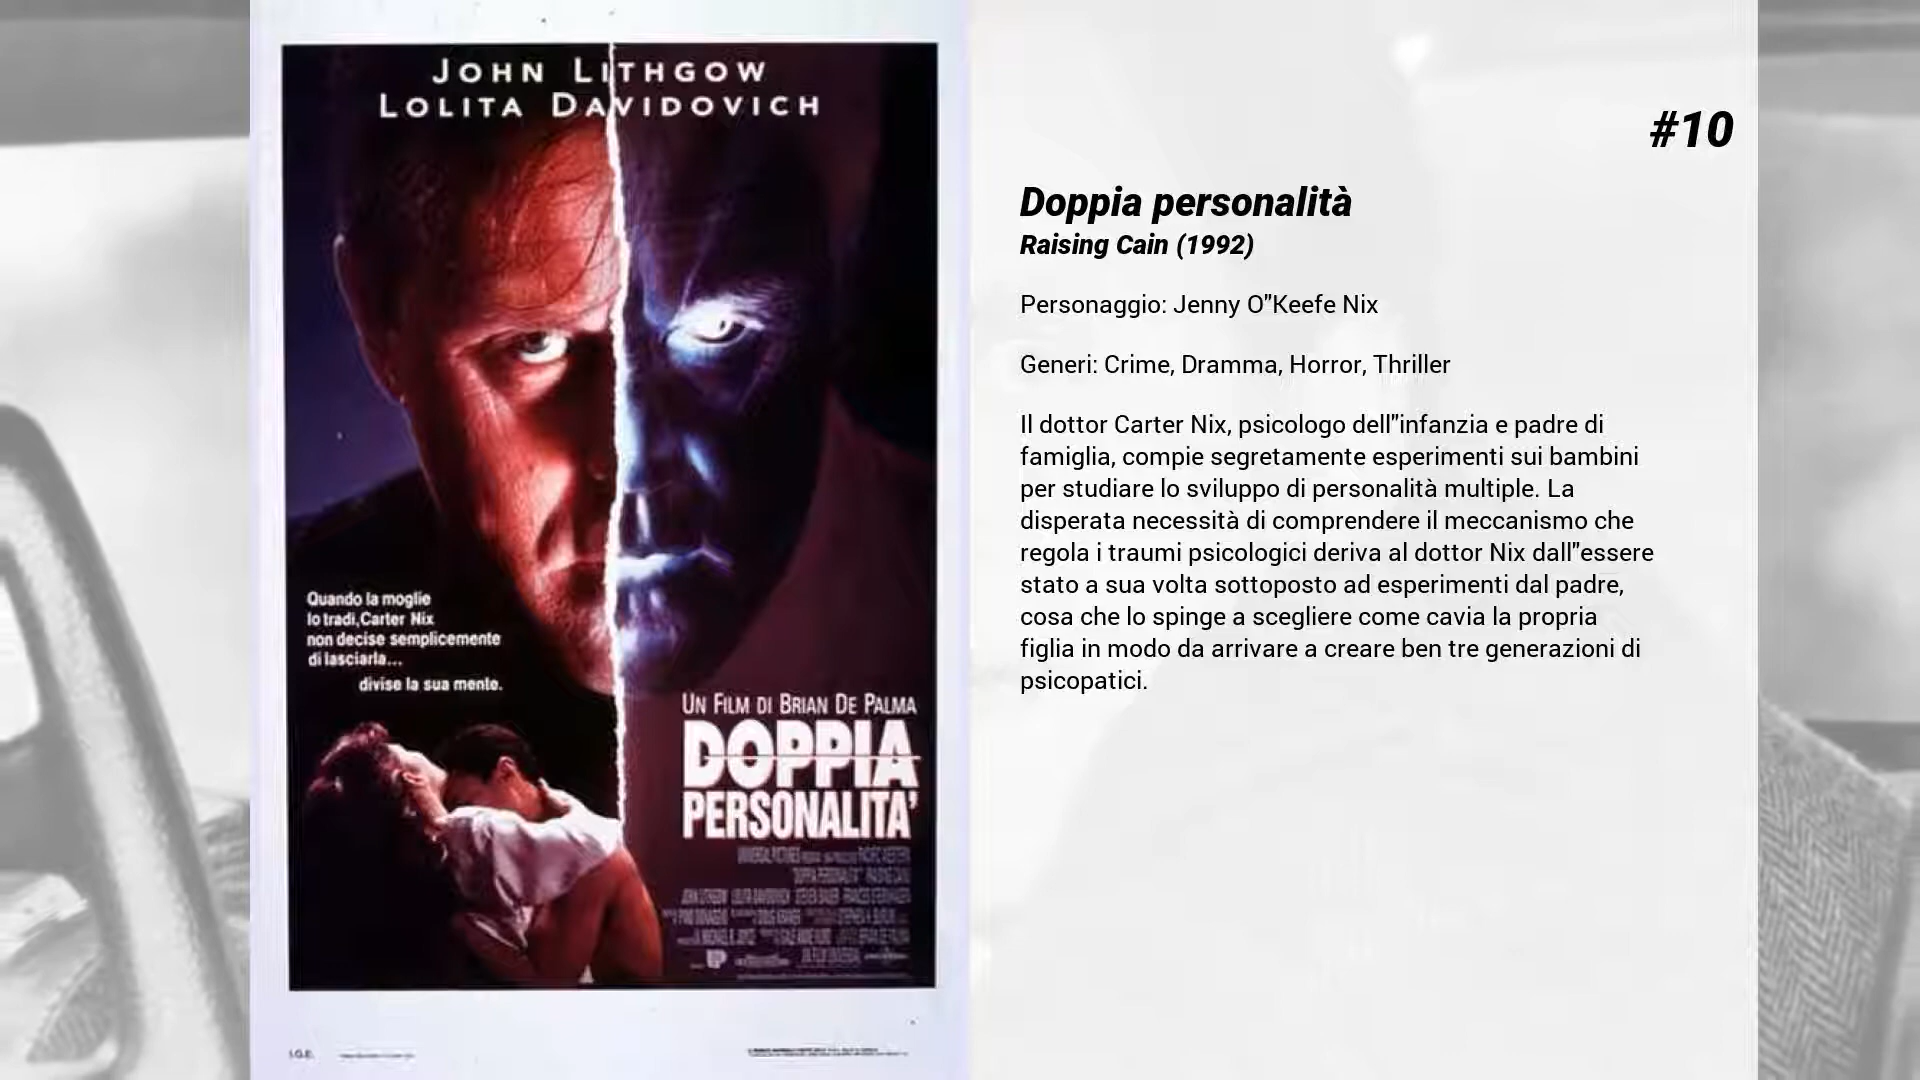 JOHN LITHGOW
LOLITA DAVIDOVICH
Quando la moglie
lo tradì, Carter Nix
non decise semplicemente
di lasciarla...
divise la sua mente.
UN FILM DI BRIAN DE PALMA
DOPPIA
PERSONALITA'
I.G.E.
#10
Doppia personalità
Raising Cain (1992)
Personaggio: Jenny O"Keefe Nix
Generi: Crime, Dramma, Horror, Thriller
Il dottor Carter Nix, psicologo dell"infanzia e padre di
famiglia, compie segretamente esperimenti sui bambini
per studiare lo sviluppo di personalità multiple. La
disperata necessità di comprendere il meccanismo che
regola i traumi psicologici deriva al dottor Nix dall"essere
stato a sua volta sottoposto ad esperimenti dal padre,
cosa che lo spinge a scegliere come cavia la propria
figlia in modo da arrivare a creare ben tre generazioni di
psicopatici.